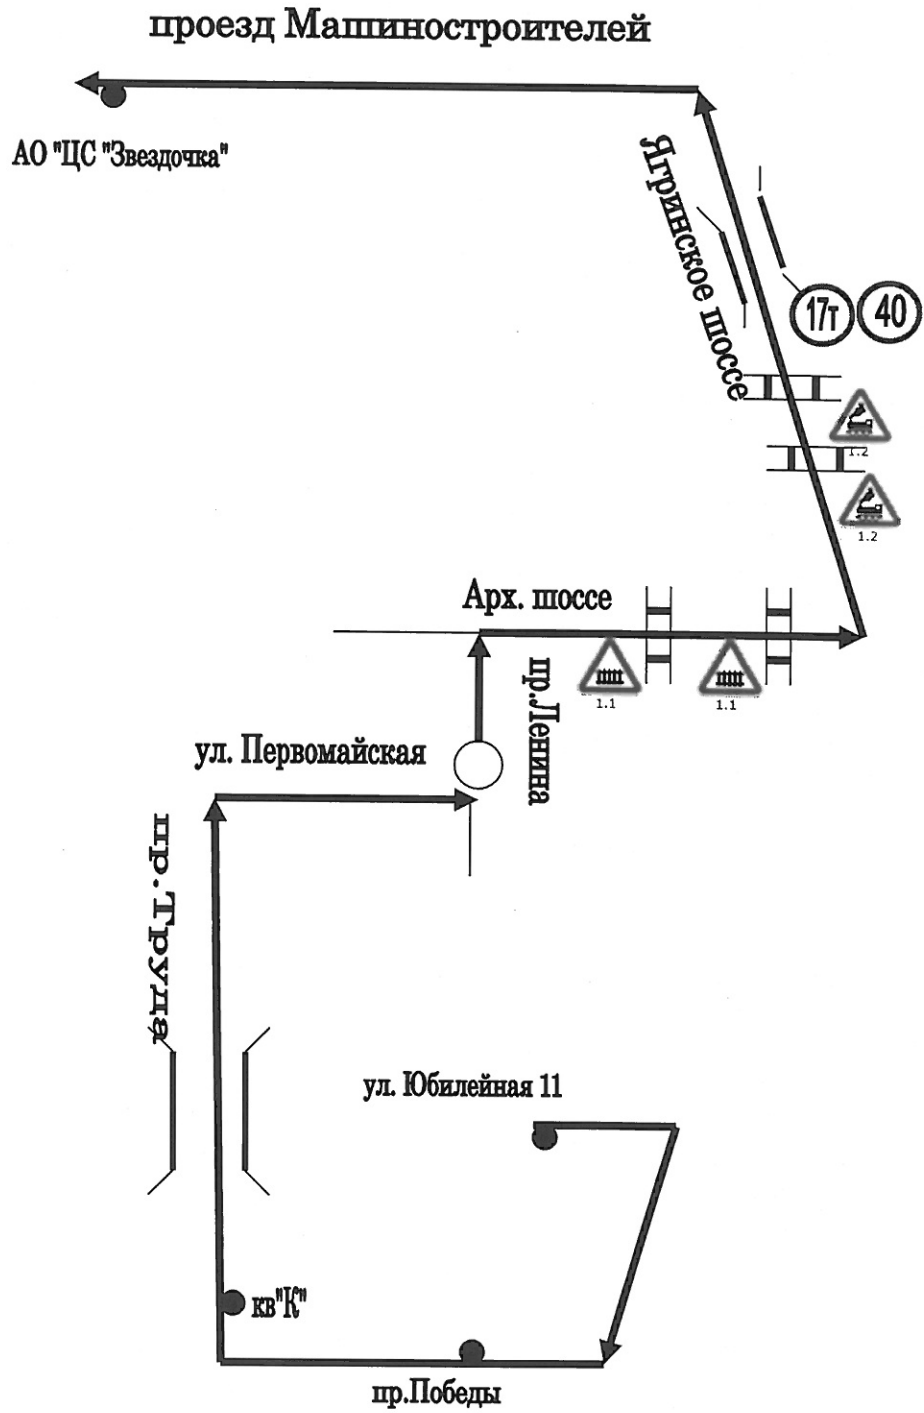 проезд Машиностроителей
АО "ЦС "Звездочка"
Ягринское шоссе
17т
40
1.2
1.2
Арх. шоссе
1.1
1.1
пр.Ленина
ул. Первомайская
пр.Труда
ул. Юбилейная 11
кв"К"
пр.Победы